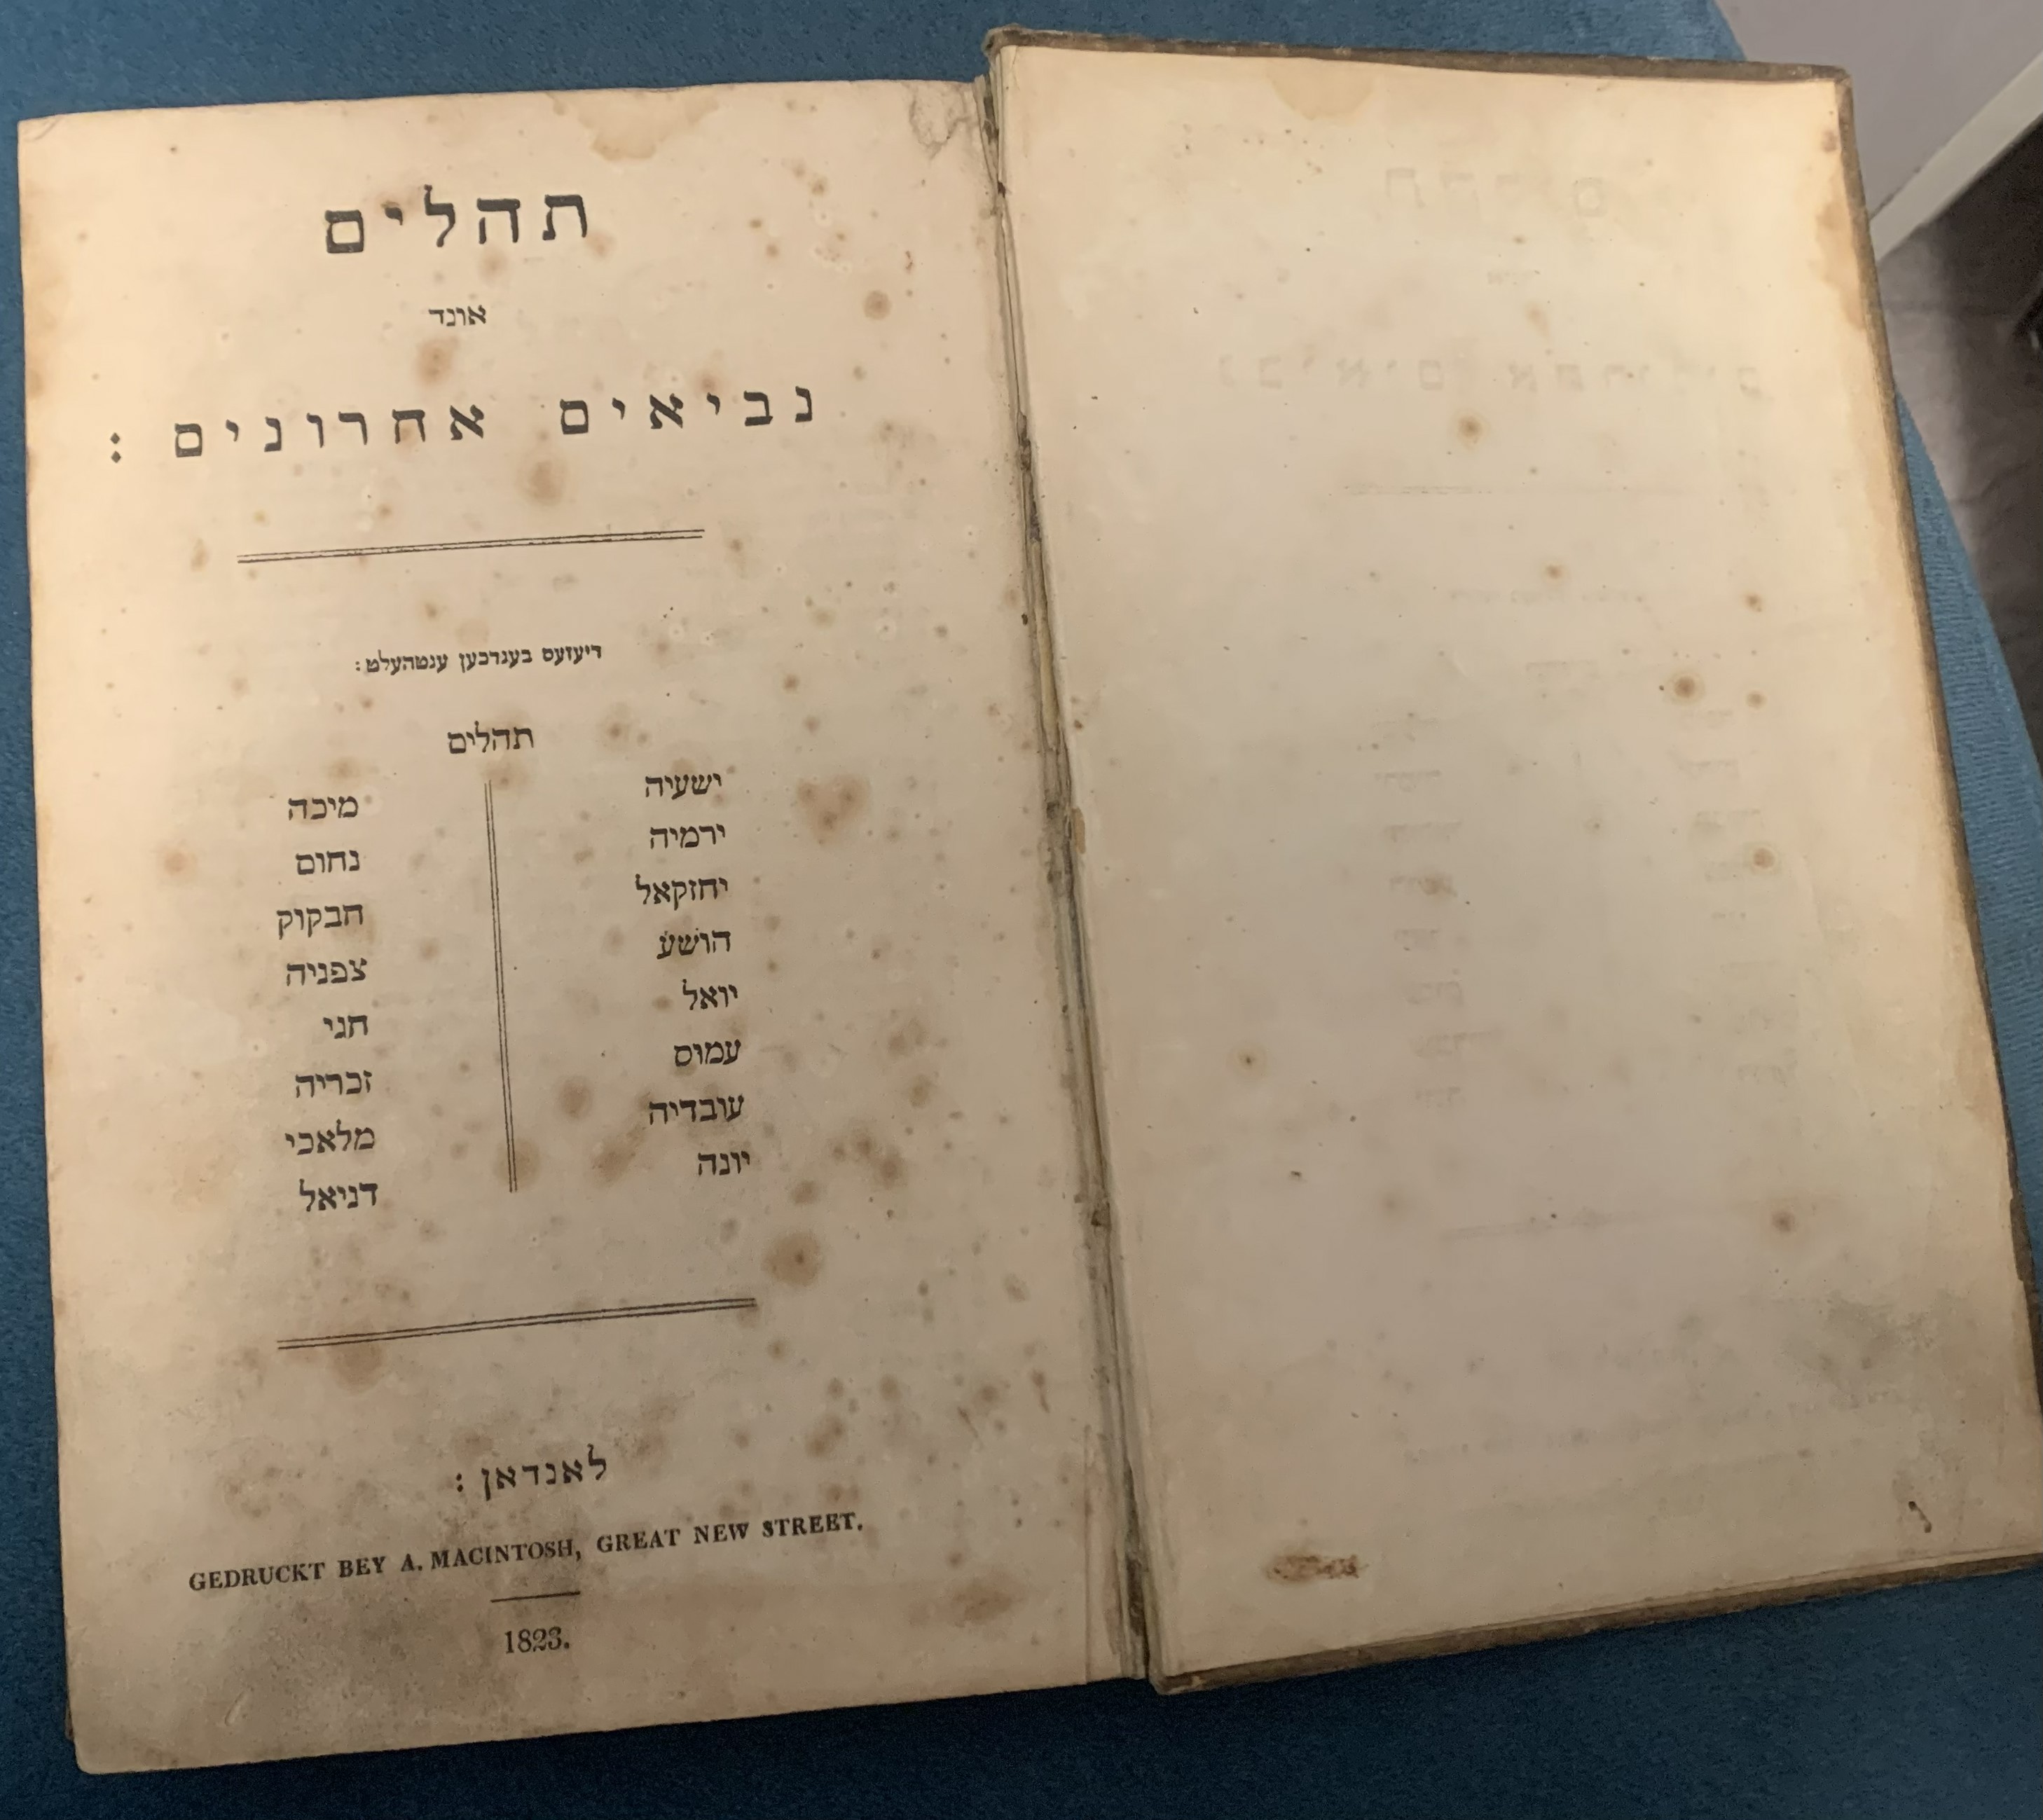 תהלים
אונד
נביאים אחרונים :
דיעזעס בענדכען ענטהעלט :
תהלים
ישעיה
ירמיה
יחזקאל
הושע
יואל
עמוס
עובדיה
יונה
מיכה
נחום
חבקוק
צפניה
חגי
זכריה
מלאכי
דניאל
לאנדאן :
GEDRUCKT BEY A. MACINTOSH, GREAT NEW STREET.
1823.